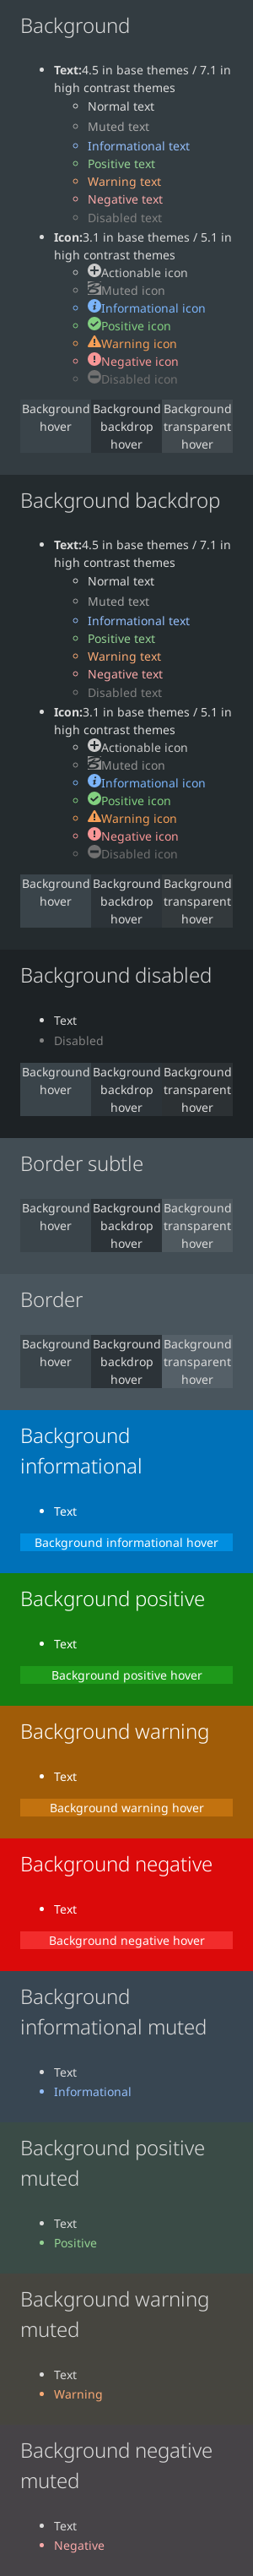 Background
Text:4.5 in base themes / 7.1 in
high contrast themes
Normal text
Muted text
Informational text
Positive text
Warning text
Negative text
Disabled text
Icon:3.1 in base themes / 5.1 in
high contrast themes
Actionable icon
Muted icon
Informational icon
Positive icon
Warning icon
Negative icon
Disabled icon
Background Background Background
hover backdrop transparent
hover hover
Background backdrop
Text:4.5 in base themes / 7.1 in
high contrast themes
Normal text
Muted text
Informational text
Positive text
Warning text
Negative text
Disabled text
Icon:3.1 in base themes / 5.1 in
high contrast themes
Actionable icon
Muted icon
Informational icon
Positive icon
Warning icon
Negative icon
Disabled icon
Background Background Background
hover backdrop transparent
hover hover
Background disabled
Text
Disabled
Background Background Background
hover backdrop transparent
hover hover
Border subtle
Background Background Background
hover backdrop transparent
hover hover
Border
Background Background Background
hover backdrop transparent
hover hover
Background
informational
Text
Background informational hover
Background positive
Text
Background positive hover
Background warning
Text
Background warning hover
Background negative
Text
Background negative hover
Background
informational muted
Text
Informational
Background positive
muted
Text
Positive
Background warning
muted
Text
Warning
Background negative
muted
Text
Negative